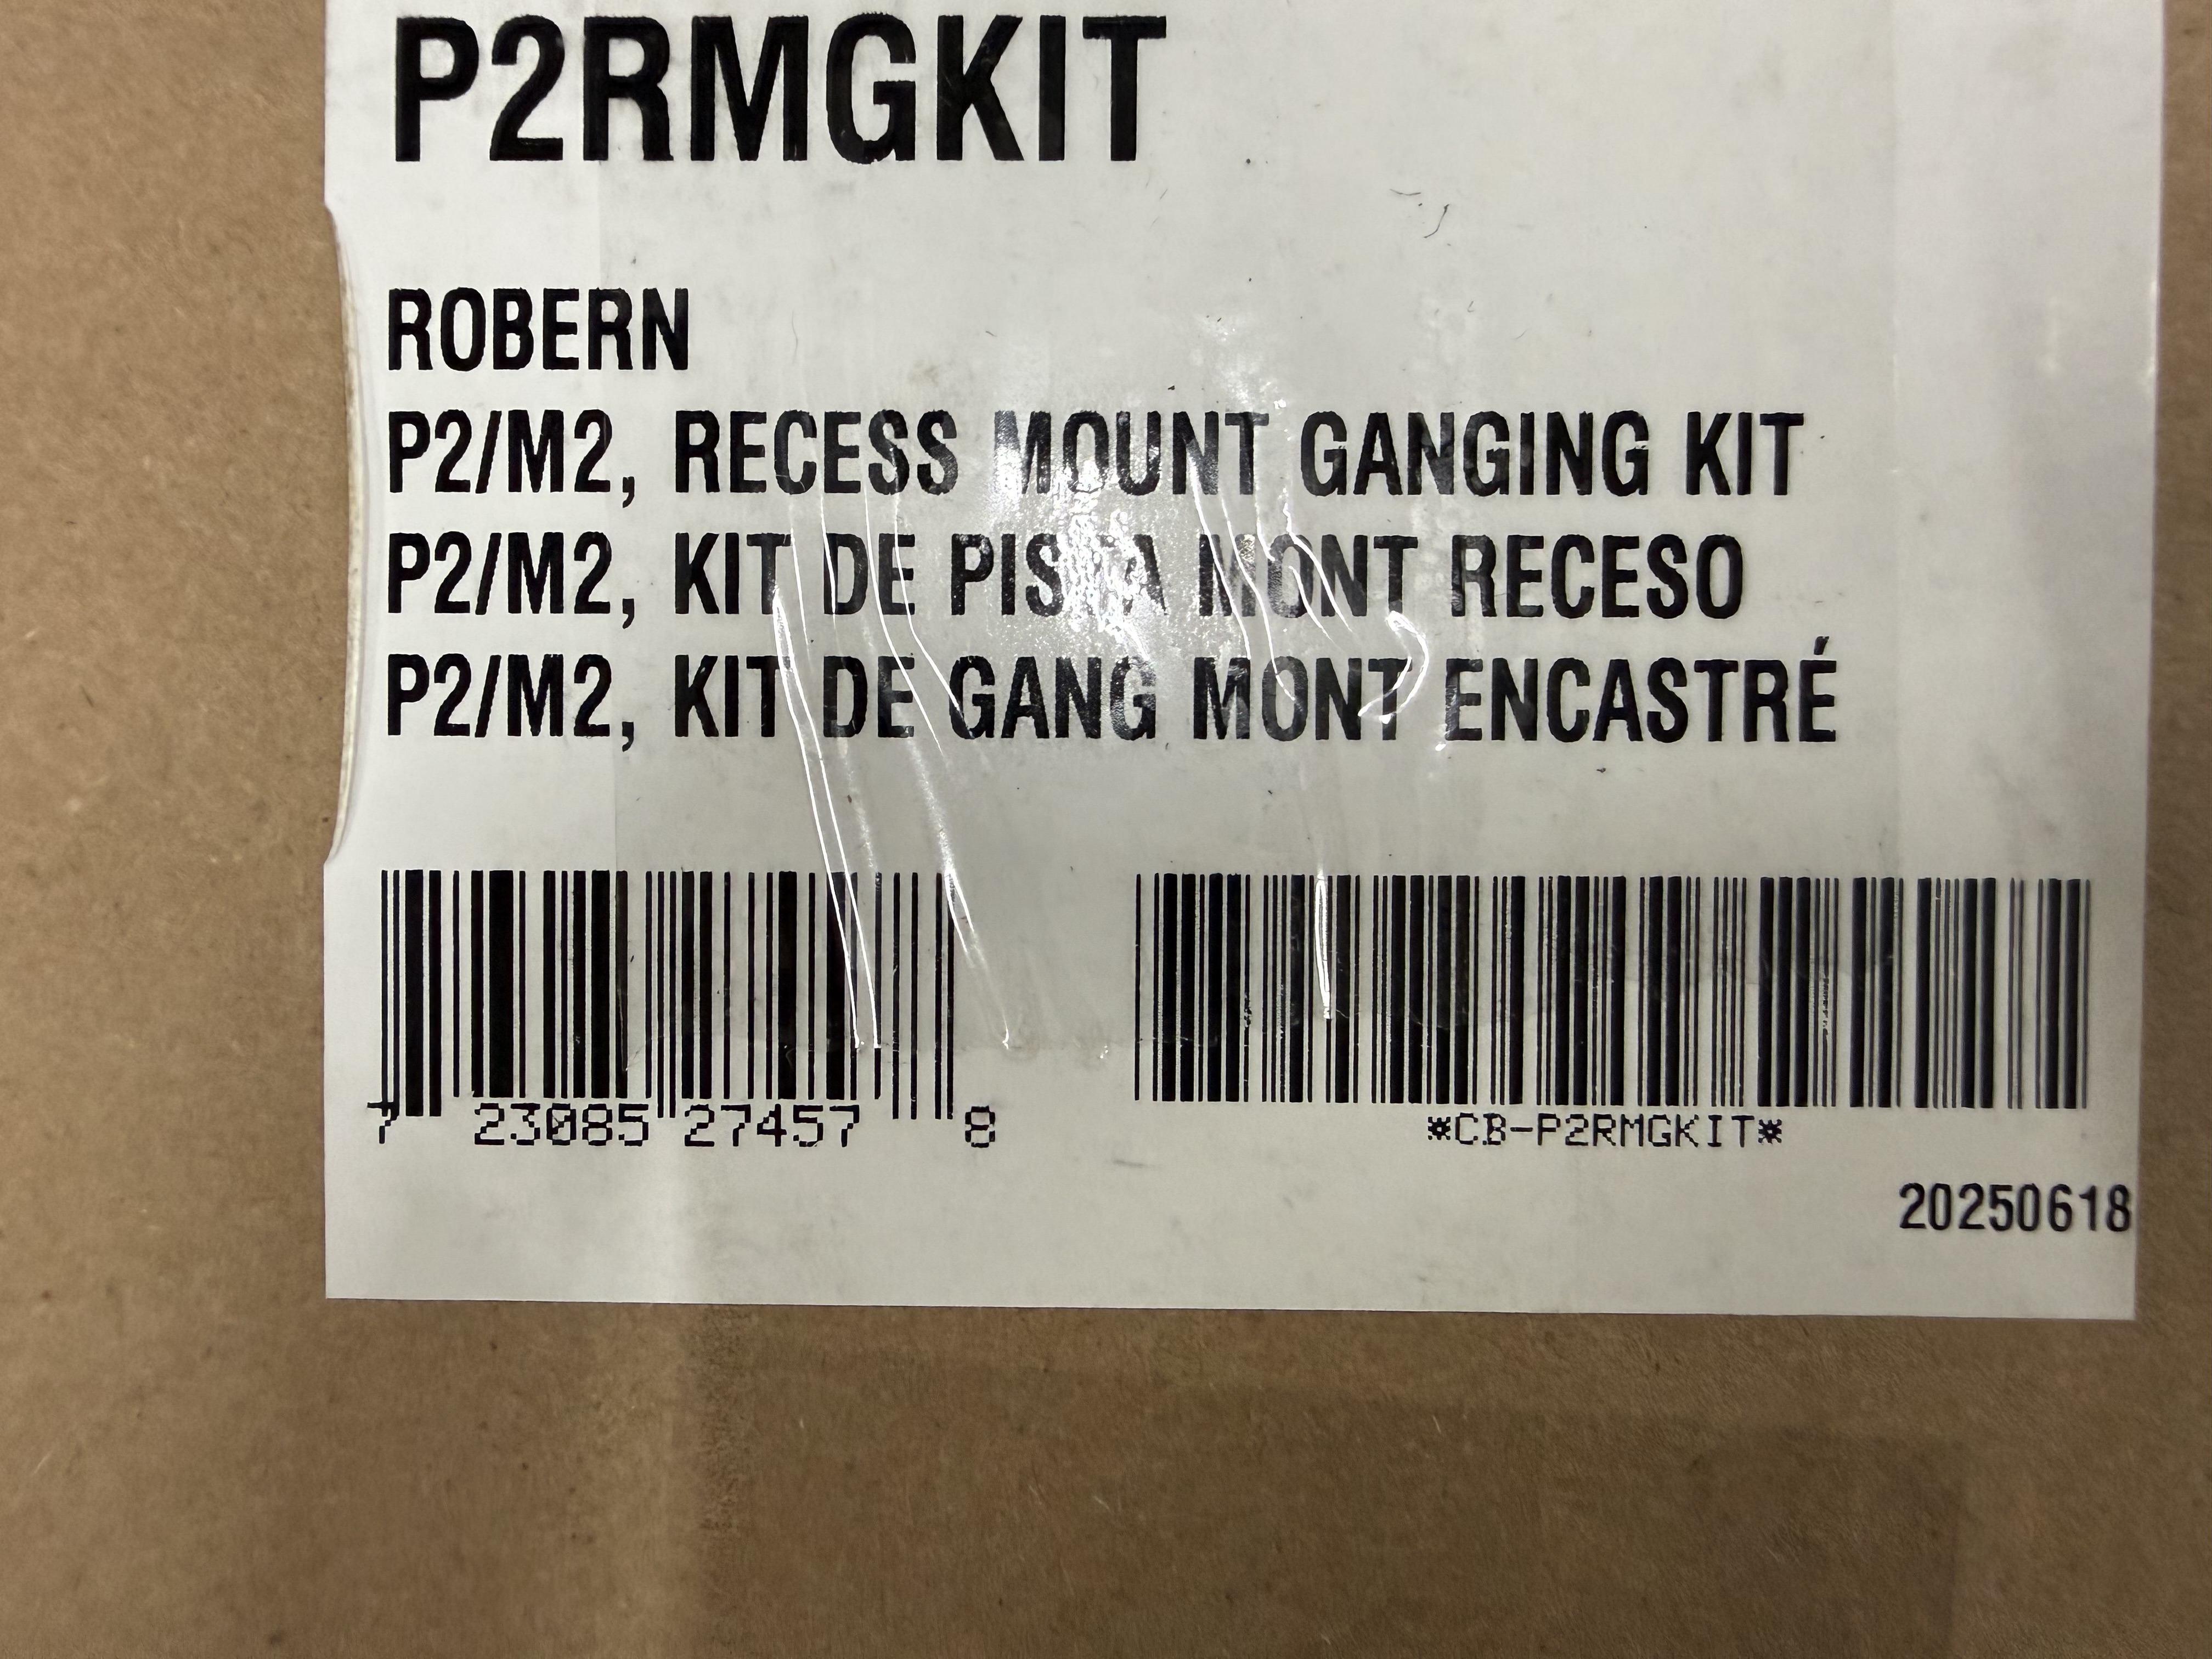 P2RMGKIT
ROBERN
P2/M2, RECESS MOUNT GANGING KIT
P2/M2, KIT DE PISTA MONT RECESO
P2/M2, KIT DE GANG MONT ENCASTRÉ
7 23085 27457 8
*CB-P2RMGKIT*
20250618